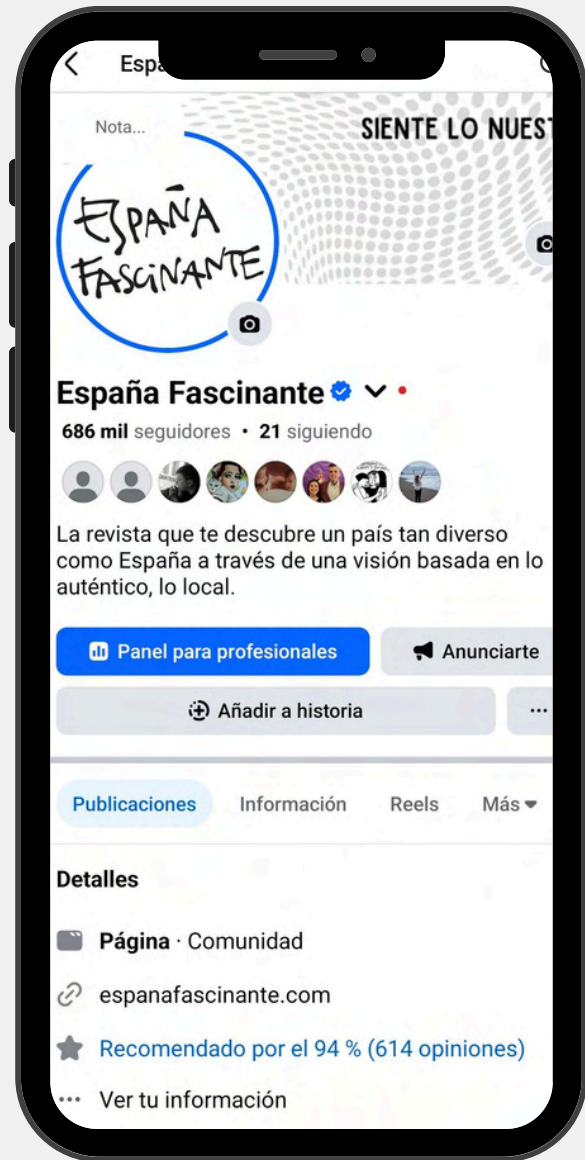 Nota...
SIENTE LO
ESPAÑA
FASCINANTE
España Fascinante
686 mil seguidores • 21 siguiendo
La revista que te descubre un país tan diverso
como España a través de una visión basada en lo
auténtico, lo local.
Panel para profesionales
Anunciarte
Añadir a historia
...
Publicaciones Información Reels Más
Detalles
Página · Comunidad
espanafascinante.com
Recomendado por el 94 % (614 opiniones)
Ver tu información